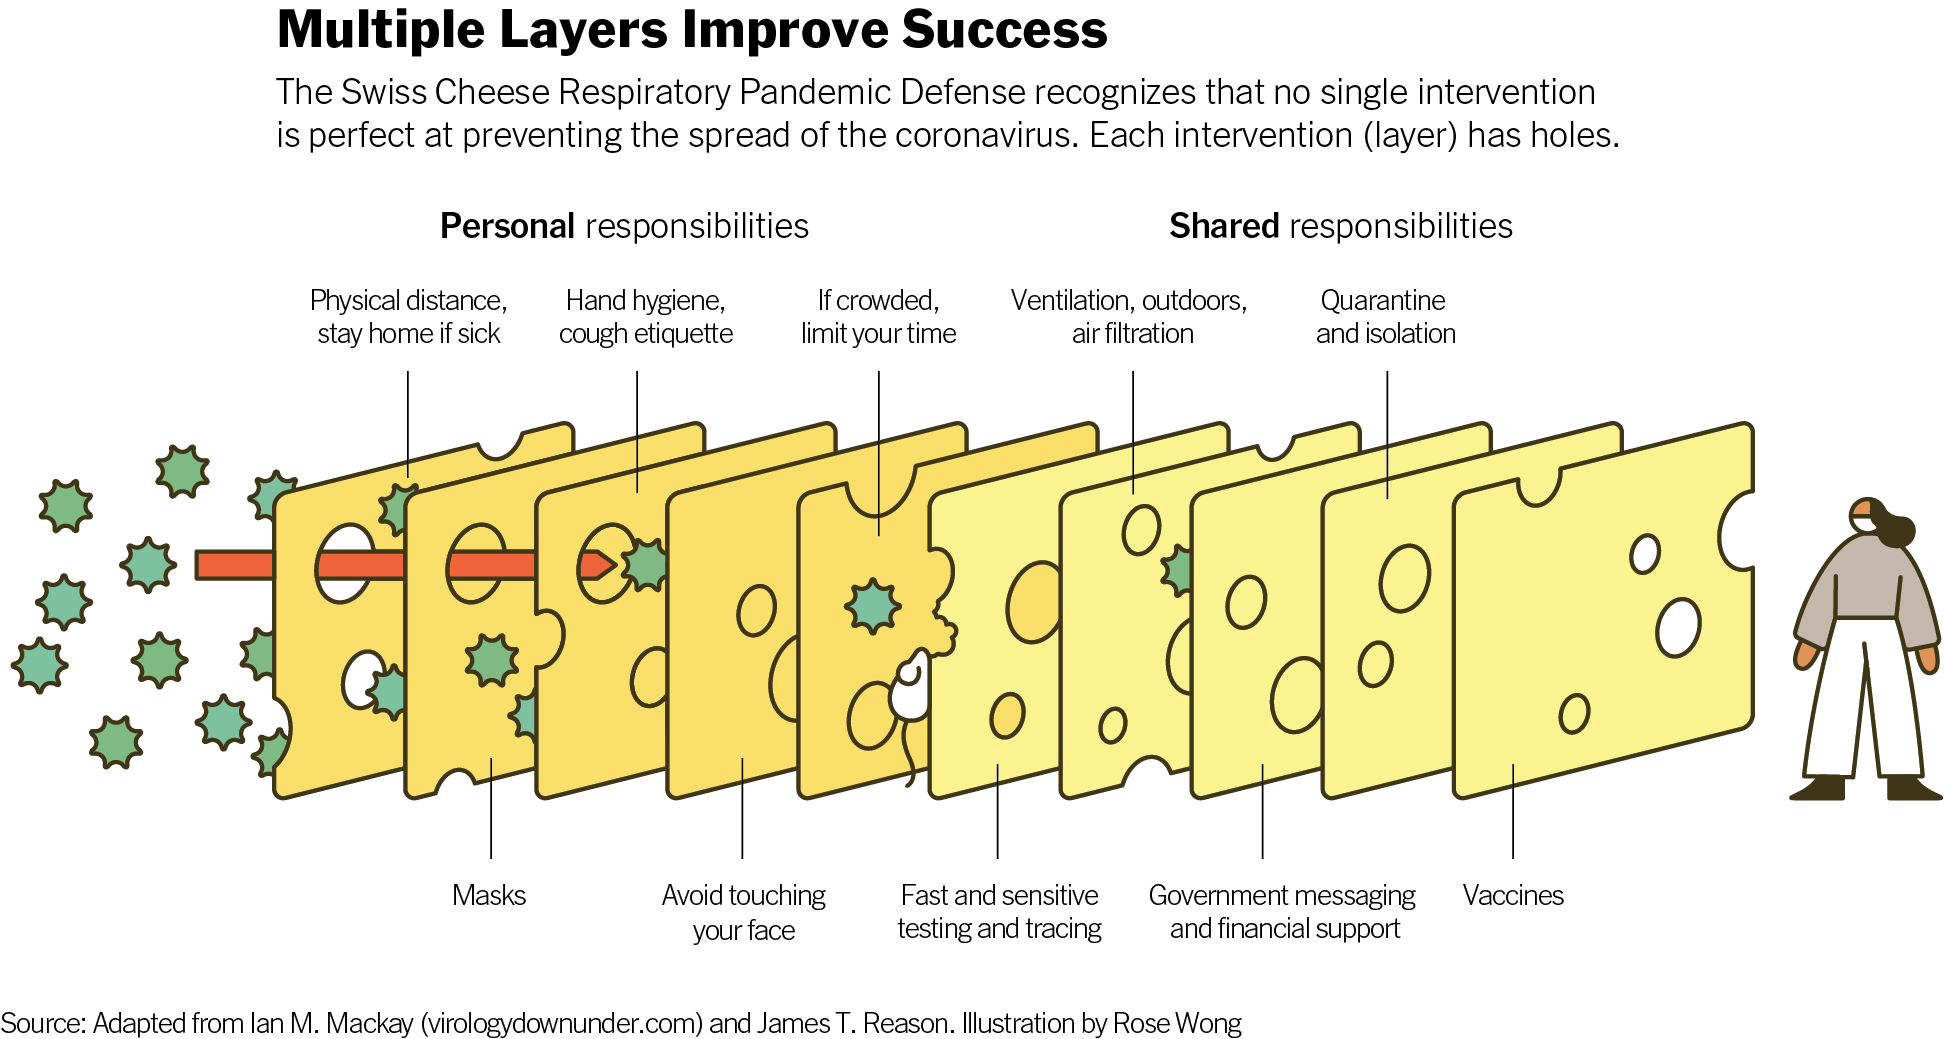 Multiple Layers Improve Success
The Swiss Cheese Respiratory Pandemic Defense recognizes that no single intervention
is perfect at preventing the spread of the coronavirus. Each intervention (layer) has holes.
Personal responsibilities
Shared responsibilities
Physical distance,
stay home if sick
Hand hygiene,
cough etiquette
If crowded,
limit your time
Ventilation, outdoors,
air filtration
Quarantine
and isolation
Masks
Avoid touching
your face
Fast and sensitive
testing and tracing
Government messaging
and financial support
Vaccines
Source: Adapted from Ian M. Mackay (virologydownunder.com) and James T. Reason. Illustration by Rose Wong